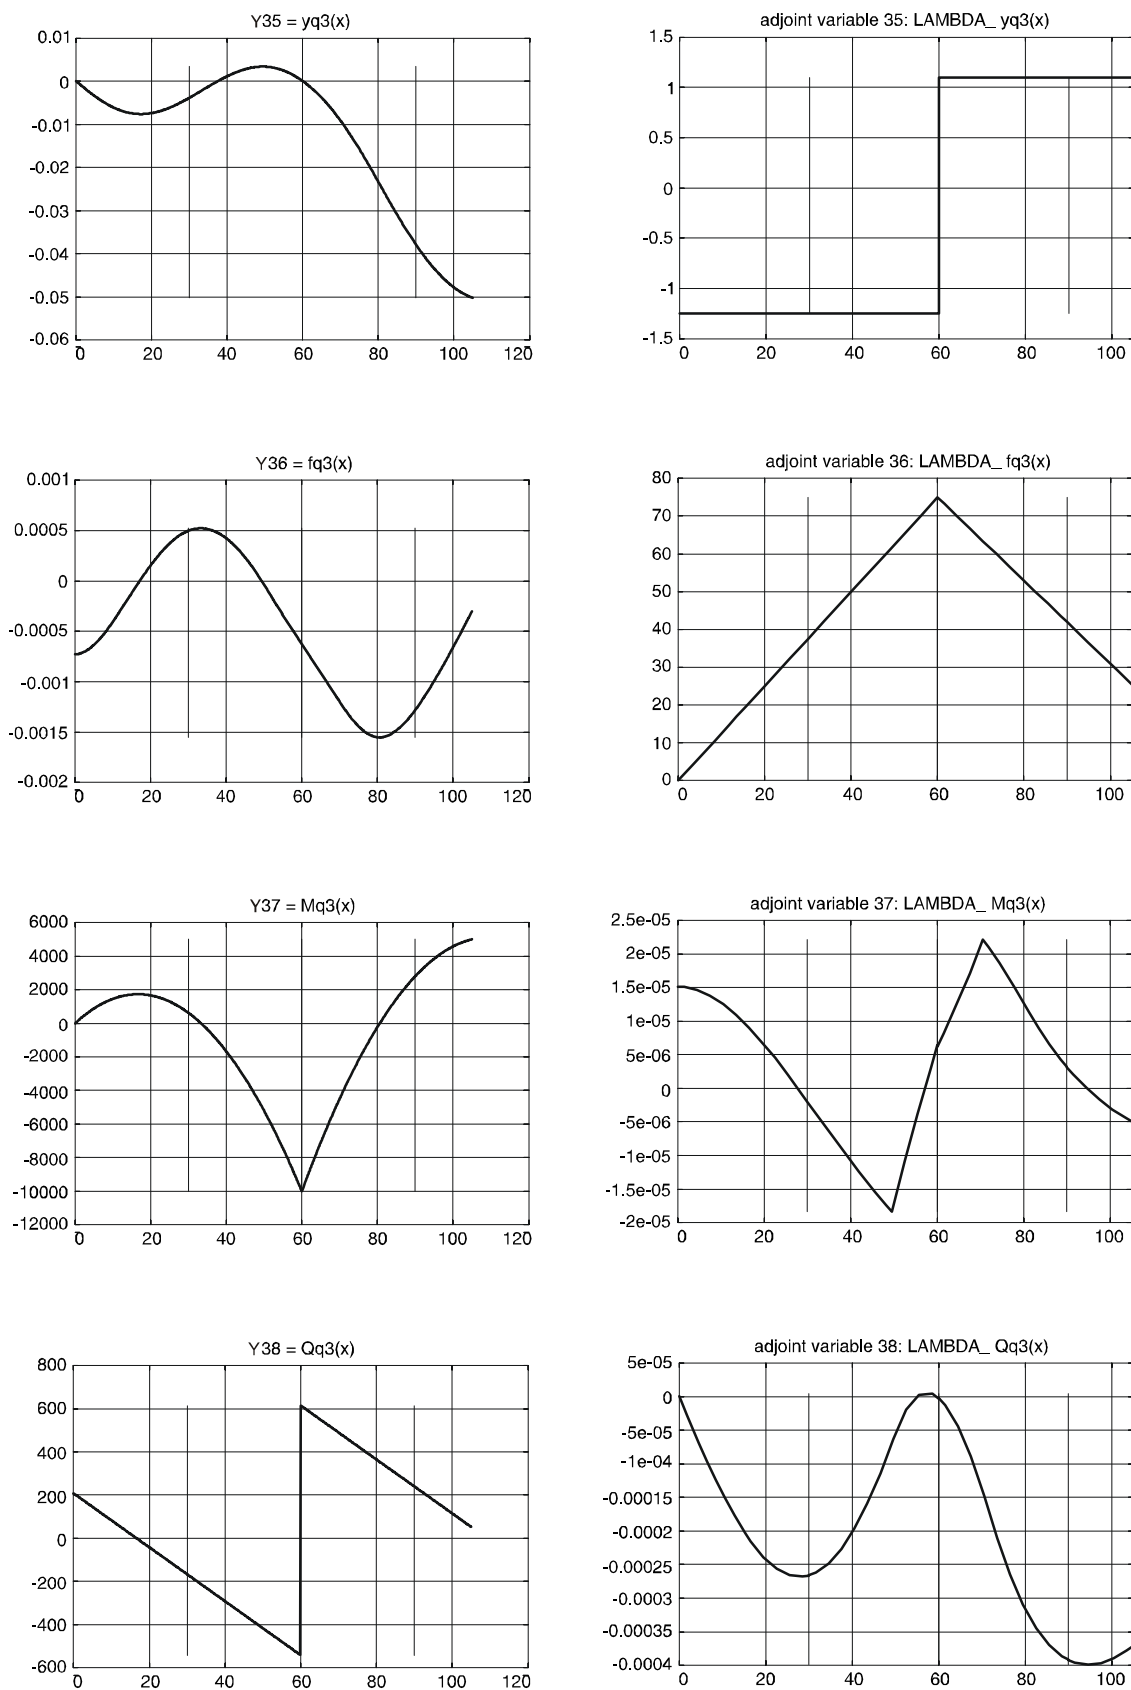 Y35 = yq3(x)
0.01
0
-0.01
-0.02
-0.03
-0.04
-0.05
-0.06
0 20 40 60 80 100 120
adjoint variable 35: LAMBDA_ yq3(x)
1.5
1
0.5
0
-0.5
-1
-1.5
0 20 40 60 80 100
Y36 = fq3(x)
0.001
0.0005
0
-0.0005
-0.001
-0.0015
-0.002
0 20 40 60 80 100 120
adjoint variable 36: LAMBDA_ fq3(x)
80
70
60
50
40
30
20
10
0
0 20 40 60 80 100
Y37 = Mq3(x)
6000
4000
2000
0
-2000
-4000
-6000
-8000
-10000
-12000
0 20 40 60 80 100 120
adjoint variable 37: LAMBDA_ Mq3(x)
2.5e-05
2e-05
1.5e-05
1e-05
5e-06
0
-5e-06
-1e-05
-1.5e-05
-2e-05
0 20 40 60 80 100
Y38 = Qq3(x)
800
600
400
200
0
-200
-400
-600
0 20 40 60 80 100 120
adjoint variable 38: LAMBDA_ Qq3(x)
5e-05
0
-5e-05
-1e-04
-0.00015
-0.0002
-0.00025
-0.0003
-0.00035
-0.0004
0 20 40 60 80 100